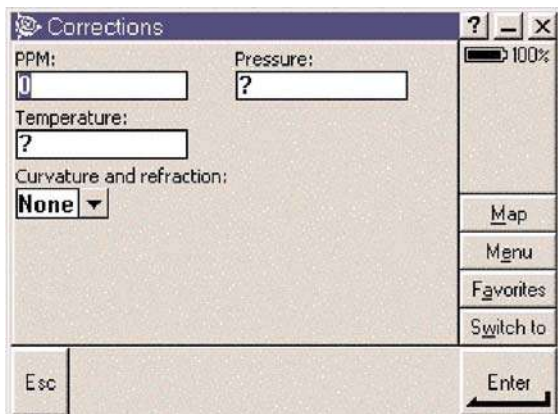 Corrections
? — X
100%
PPM: Pressure:
0 ?
Temperature:
?
Curvature and refraction:
None
Map
Menu
Favorites
Switch to
Esc Enter